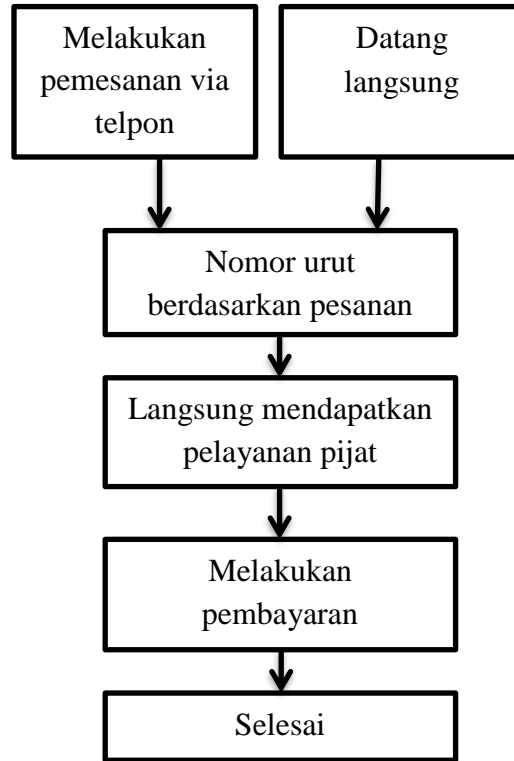 Melakukan
pemesanan via
telpon
Datang
langsung
Nomor urut
berdasarkan pesanan
Langsung mendapatkan
pelayanan pijat
Melakukan
pembayaran
Selesai